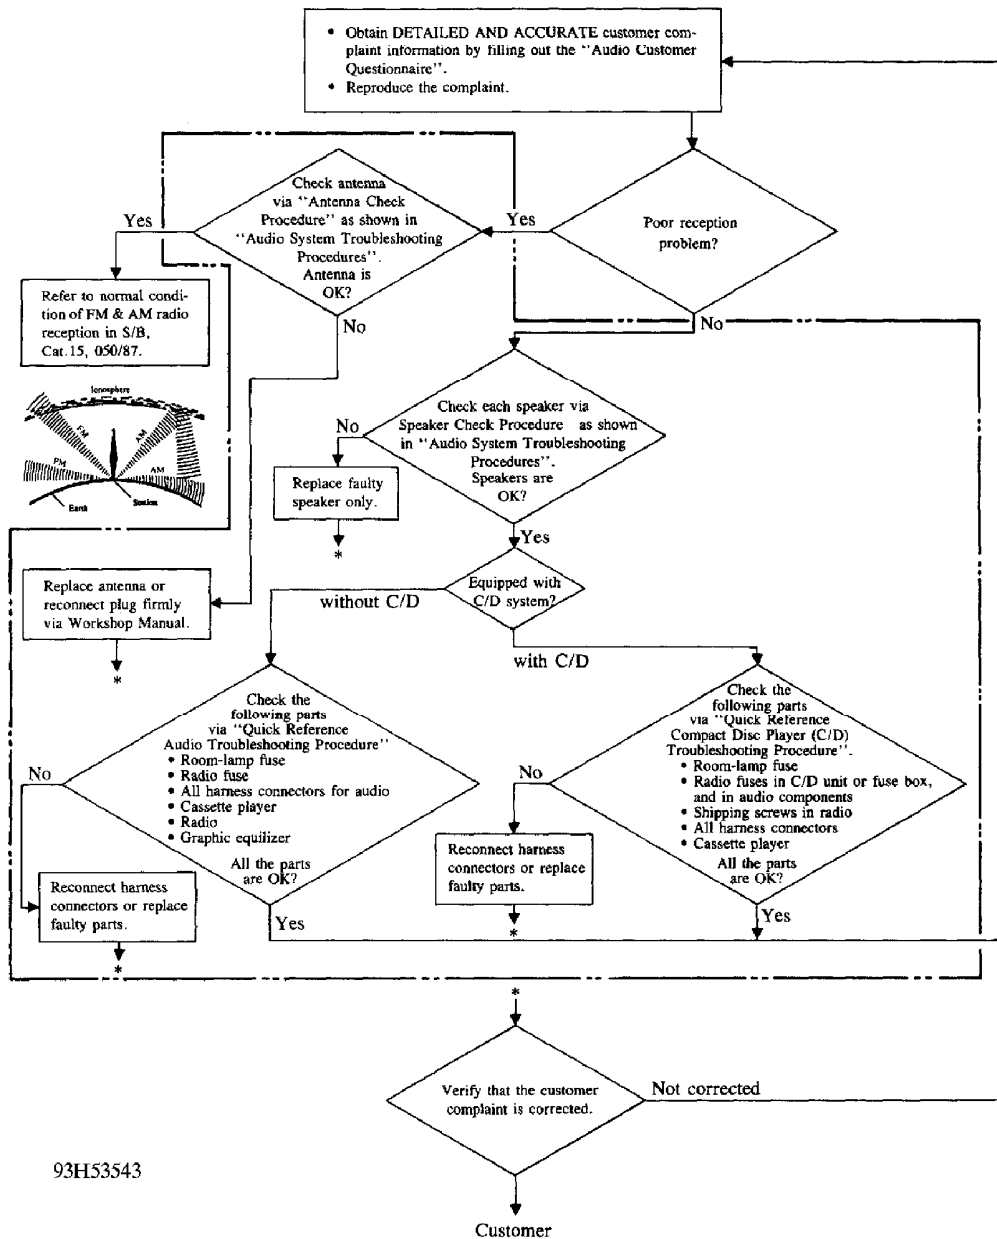 • Obtain DETAILED AND ACCURATE customer com-
plaint information by filling out the "Audio Customer
Questionnaire".
• Reproduce the complaint.
Poor reception
problem?
Yes
No
Check antenna
via "Antenna Check
Procedure" as shown in
"Audio System Troubleshooting
Procedures".
Antenna is
OK?
Yes
No
Refer to normal condi-
tion of FM & AM radio
reception in S/B,
Cat.15, 050/87.
Ionosphere
FM
AM
FM
AM
Earth
Station
Check each speaker via
Speaker Check Procedure as shown
in "Audio System Troubleshooting
Procedures".
Speakers are
OK?
No
Yes
Replace faulty
speaker only.
*
Replace antenna or
reconnect plug firmly
via Workshop Manual.
*
Equipped with
C/D system?
without C/D
with C/D
Check the
following parts
via "Quick Reference
Audio Troubleshooting Procedure"
• Room-lamp fuse
• Radio fuse
• All harness connectors for audio
• Cassette player
• Radio
• Graphic equilizer
All the parts
are OK?
No
Yes
Reconnect harness
connectors or replace
faulty parts.
*
Check the
following parts
via "Quick Reference
Compact Disc Player (C/D)
Troubleshooting Procedure".
• Room-lamp fuse
• Radio fuses in C/D unit or fuse box,
and in audio components
• Shipping screws in radio
• All harness connectors
• Cassette player
All the parts
are OK?
No
Yes
Reconnect harness
connectors or replace
faulty parts.
*
*
Verify that the customer
complaint is corrected.
Not corrected
93H53543
Customer